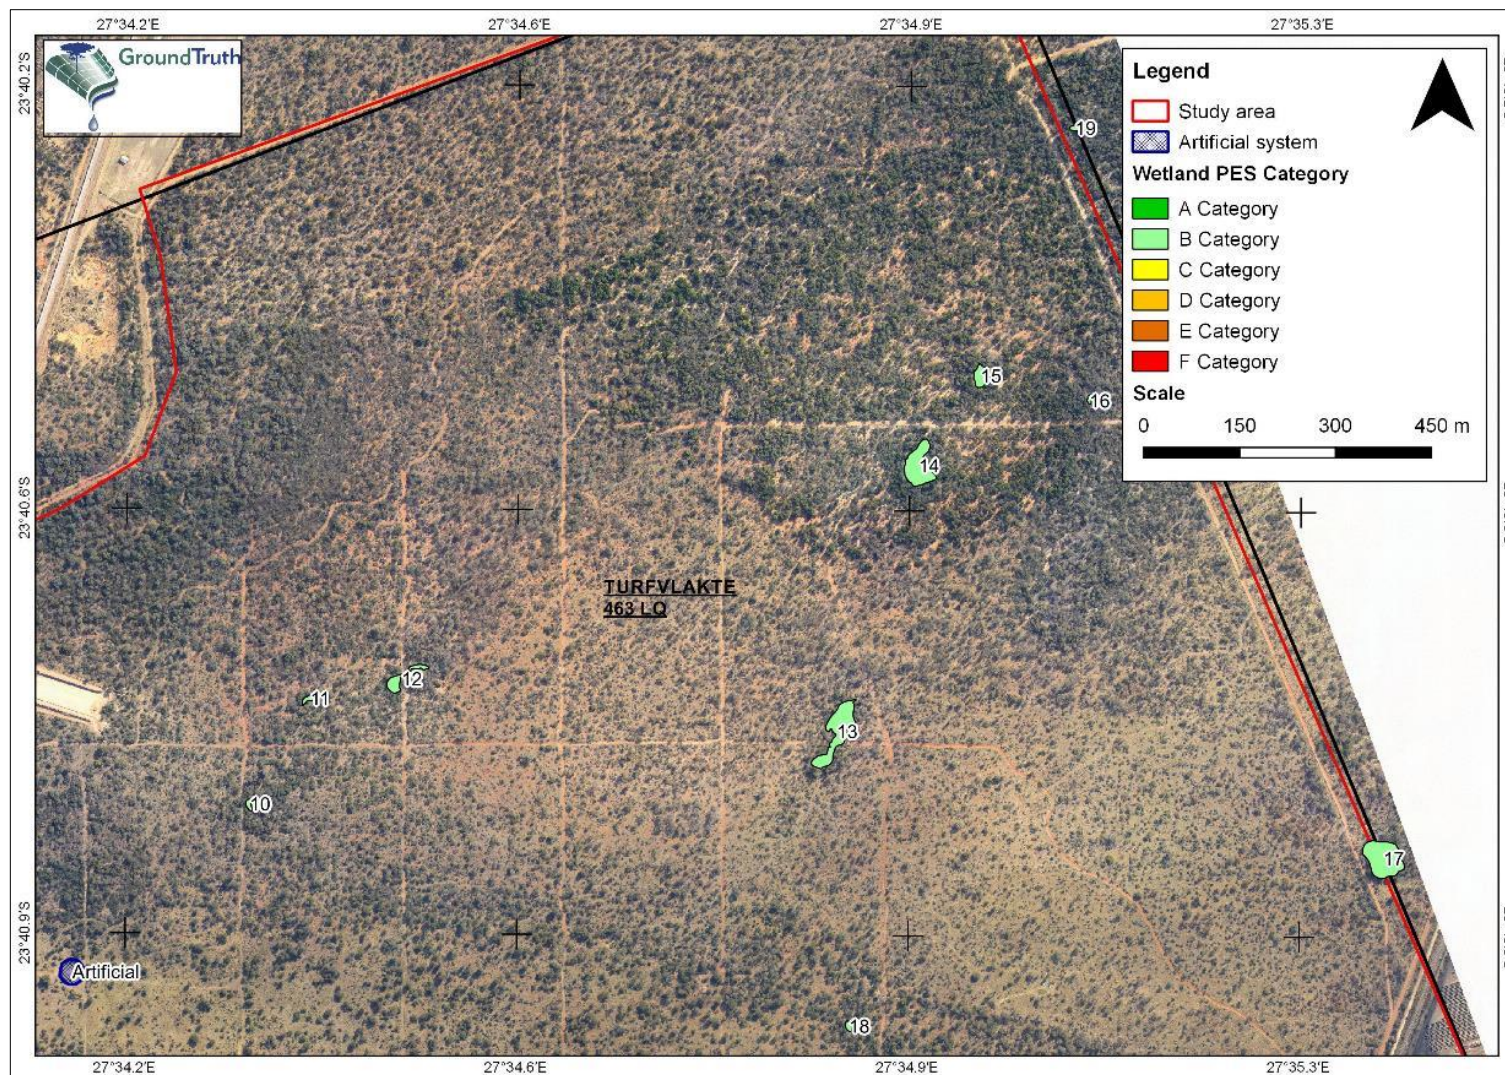 27°34.2'E 27°34.6'E 27°34.9'E 27°35.3'E
GroundTruth
23°40.2'S
Legend
Study area
Artificial system
Wetland PES Category
A Category
B Category
C Category
D Category
E Category
F Category
Scale
0 150 300 450 m
19
15
16
14
23°40.6'S
TURFVLAKTE
463 LQ
12
11
13
10
17
23°40.9'S
Artificial
18
27°34.2'E 27°34.6'E 27°34.9'E 27°35.3'E